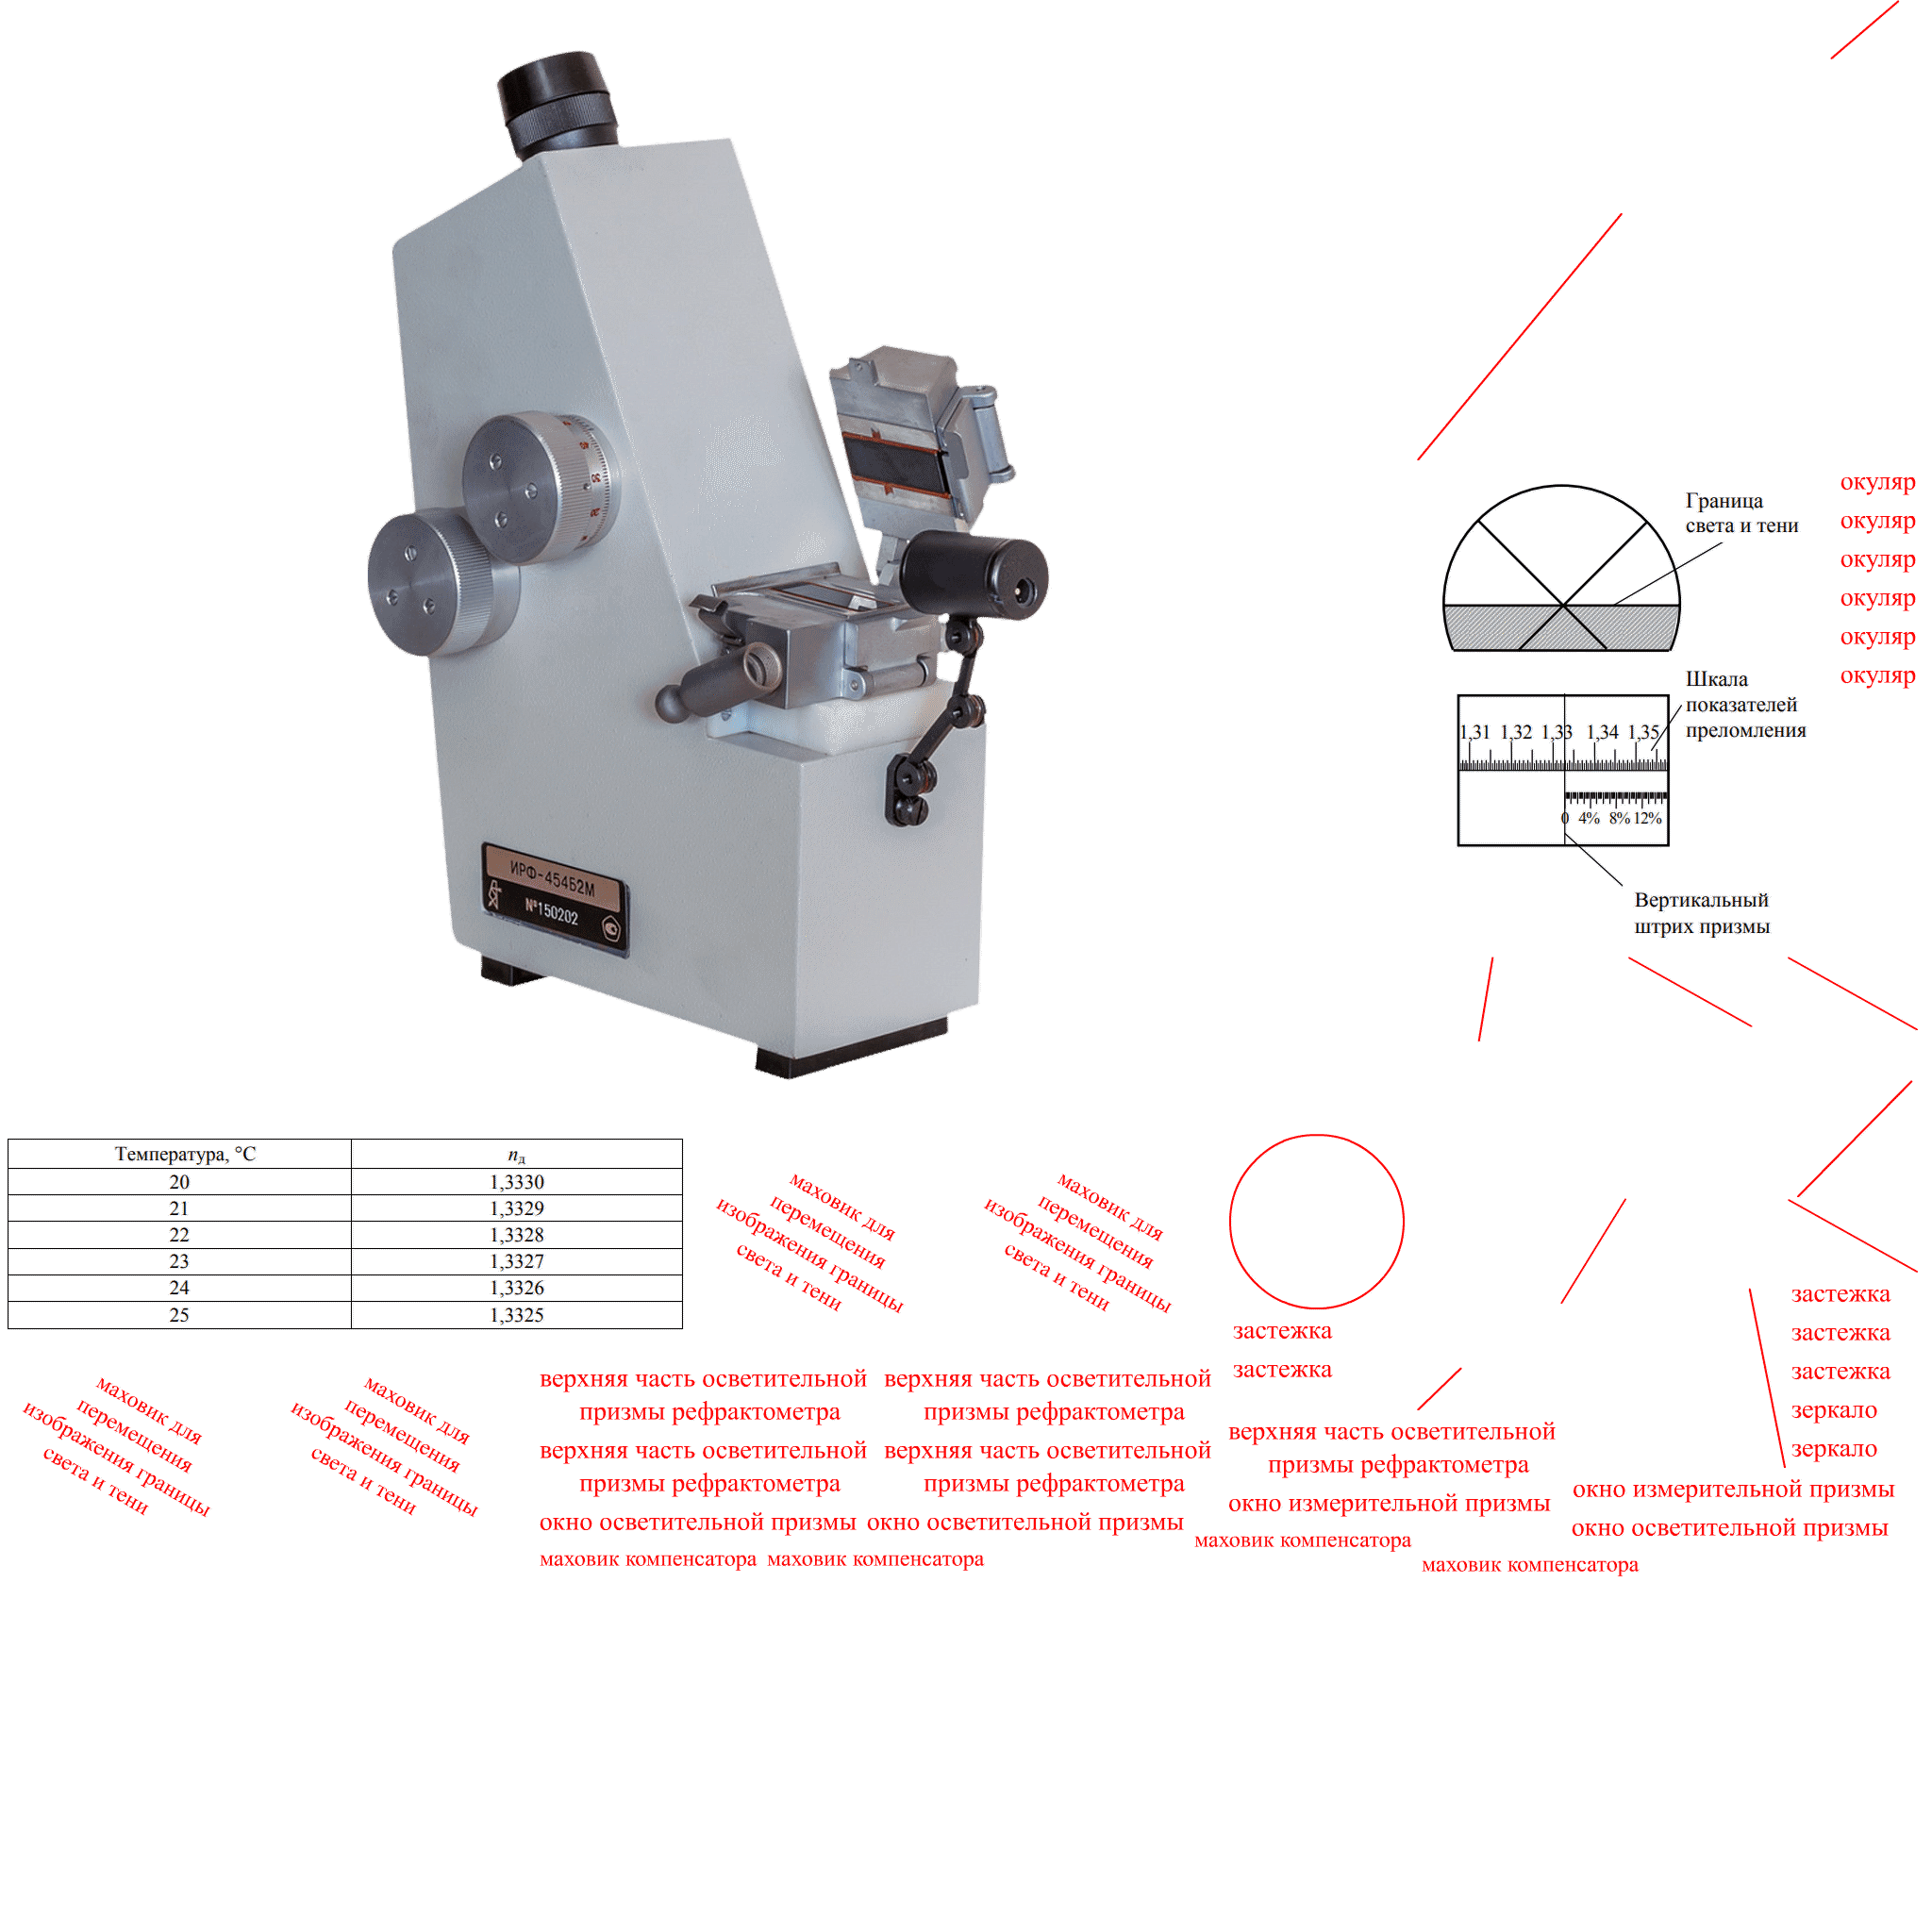 окуляр
окуляр
окуляр
окуляр
окуляр
окуляр
Граница
света и тени
Шкала
показателей
преломления
1,31 1,32 1,33 1,34 1,35
0 4% 8% 12%
Вертикальный
штрих призмы
ИРФ-454Б2М
№150202
Температура, °С nд
20 1,3330
21 1,3329
22 1,3328
23 1,3327
24 1,3326
25 1,3325
маховик для
перемещения
изображения границы
света и тени
маховик для
перемещения
изображения границы
света и тени
застежка
застежка
застежка
застежка
застежка
зеркало
зеркало
маховик для
перемещения
изображения границы
света и тени
маховик для
перемещения
изображения границы
света и тени
верхняя часть осветительной
призмы рефрактометра
верхняя часть осветительной
призмы рефрактометра
верхняя часть осветительной
призмы рефрактометра
верхняя часть осветительной
призмы рефрактометра
верхняя часть осветительной
призмы рефрактометра
окно измерительной призмы
окно измерительной призмы
окно осветительной призмы
окно осветительной призмы
окно осветительной призмы
маховик компенсатора
маховик компенсатора
маховик компенсатора
маховик компенсатора